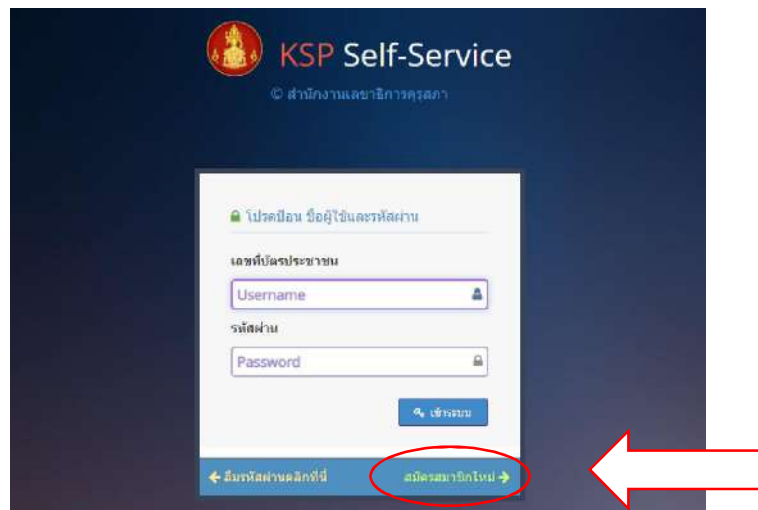 KSP Self-Service
© สำนักงานเลขาธิการคุรุสภา
โปรดป้อน ชื่อผู้ใช้และรหัสผ่าน
เลขที่บัตรประชาชน
Username
รหัสผ่าน
Password
เข้าระบบ
ลืมรหัสผ่านคลิกที่นี่ สมัครสมาชิกใหม่